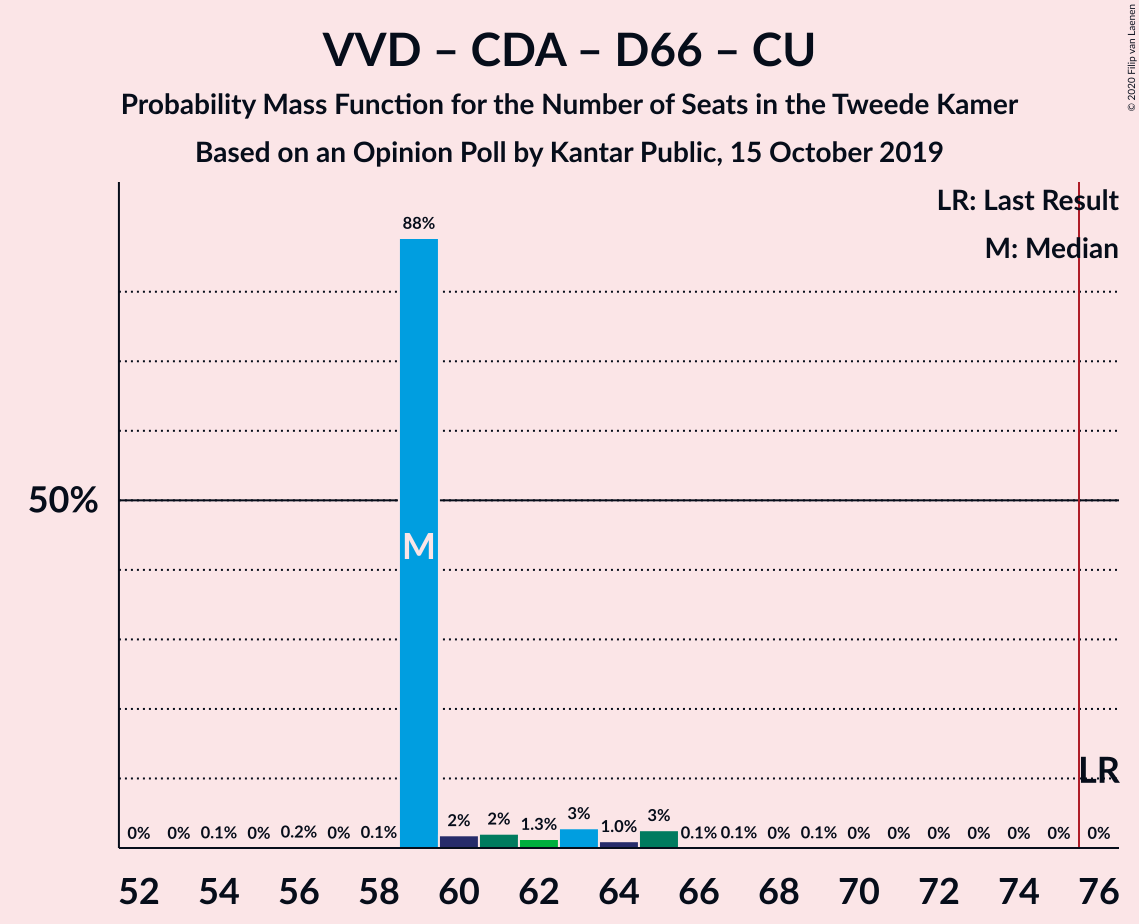 VVD – CDA – D66 – CU
Probability Mass Function for the Number of Seats in the Tweede Kamer
Based on an Opinion Poll by Kantar Public, 15 October 2019
© 2020 Filip van Laenen
LR: Last Result
M: Median
88%
50%
M
LR
0% 0% 0.1% 0% 0.2% 0% 0.1% 2% 2% 1.3% 3% 1.0% 3% 0.1% 0.1% 0% 0.1% 0% 0% 0% 0% 0% 0% 0%
52 54 56 58 60 62 64 66 68 70 72 74 76